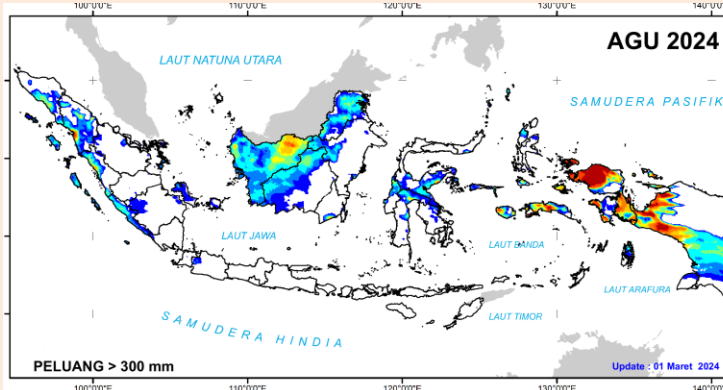 100°0'0"E 110°0'0"E 120°0'0"E 130°0'0"E 140°0'0"E
AGU 2024
LAUT NATUNA UTARA
SAMUDERA PASIFIK
LAUT JAWA
LAUT BANDA
LAUT ARAFURA
SAMUDERA HINDIA
LAUT TIMOR
PELUANG > 300 mm
Update : 01 Maret 2024
100°0'0"E 110°0'0"E 120°0'0"E 130°0'0"E 140°0'0"E